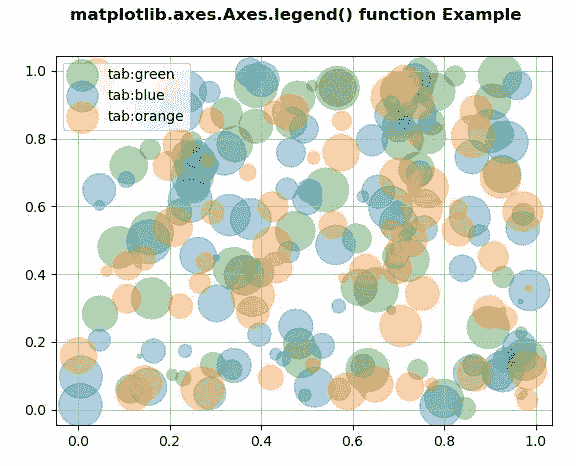 matplotlib.axes.Axes.legend() function Example
1.0
0.8
0.6
0.4
0.2
0.0
tab:green
tab:blue
tab:orange
0.0 0.2 0.4 0.6 0.8 1.0